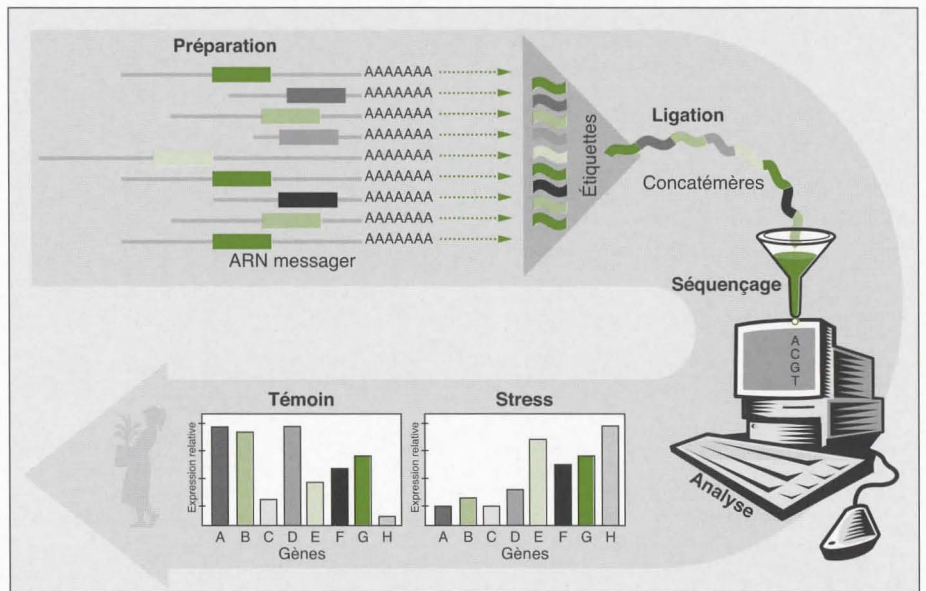 Préparation
AAAAAAA
AAAAAAA
AAAAAAA
AAAAAAA
AAAAAAA
AAAAAAA
AAAAAAA
AAAAAAA
AAAAAAA
ARN messager
Étiquettes
Ligation
Concatémères
Séquençage
A
C
G
T
Analyse
Témoin
Expression relative
A B C D E F G H
Gènes
Stress
Expression relative
A B C D E F G H
Gènes